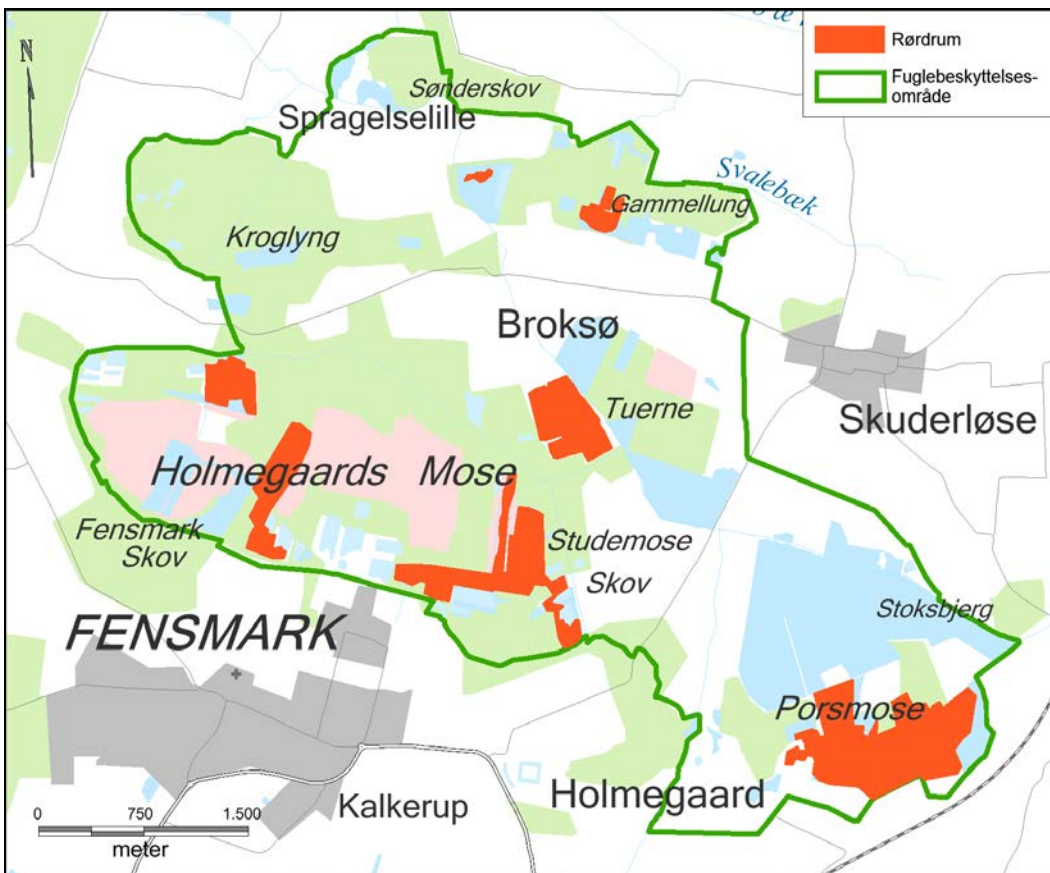 N
Rørdrum
Fuglebeskyttelses-
område
Sønderskov
Spragelselille
Svalebæk
Gammellung
Kroglyng
Broksø
Tuerne
Skuderløse
Holmegaards Mose
Fensmark
Skov
Studemose
Skov
Stoksbjerg
FENSMARK
Porsmose
Holmegaard
Kalkerup
0 750 1.500
meter